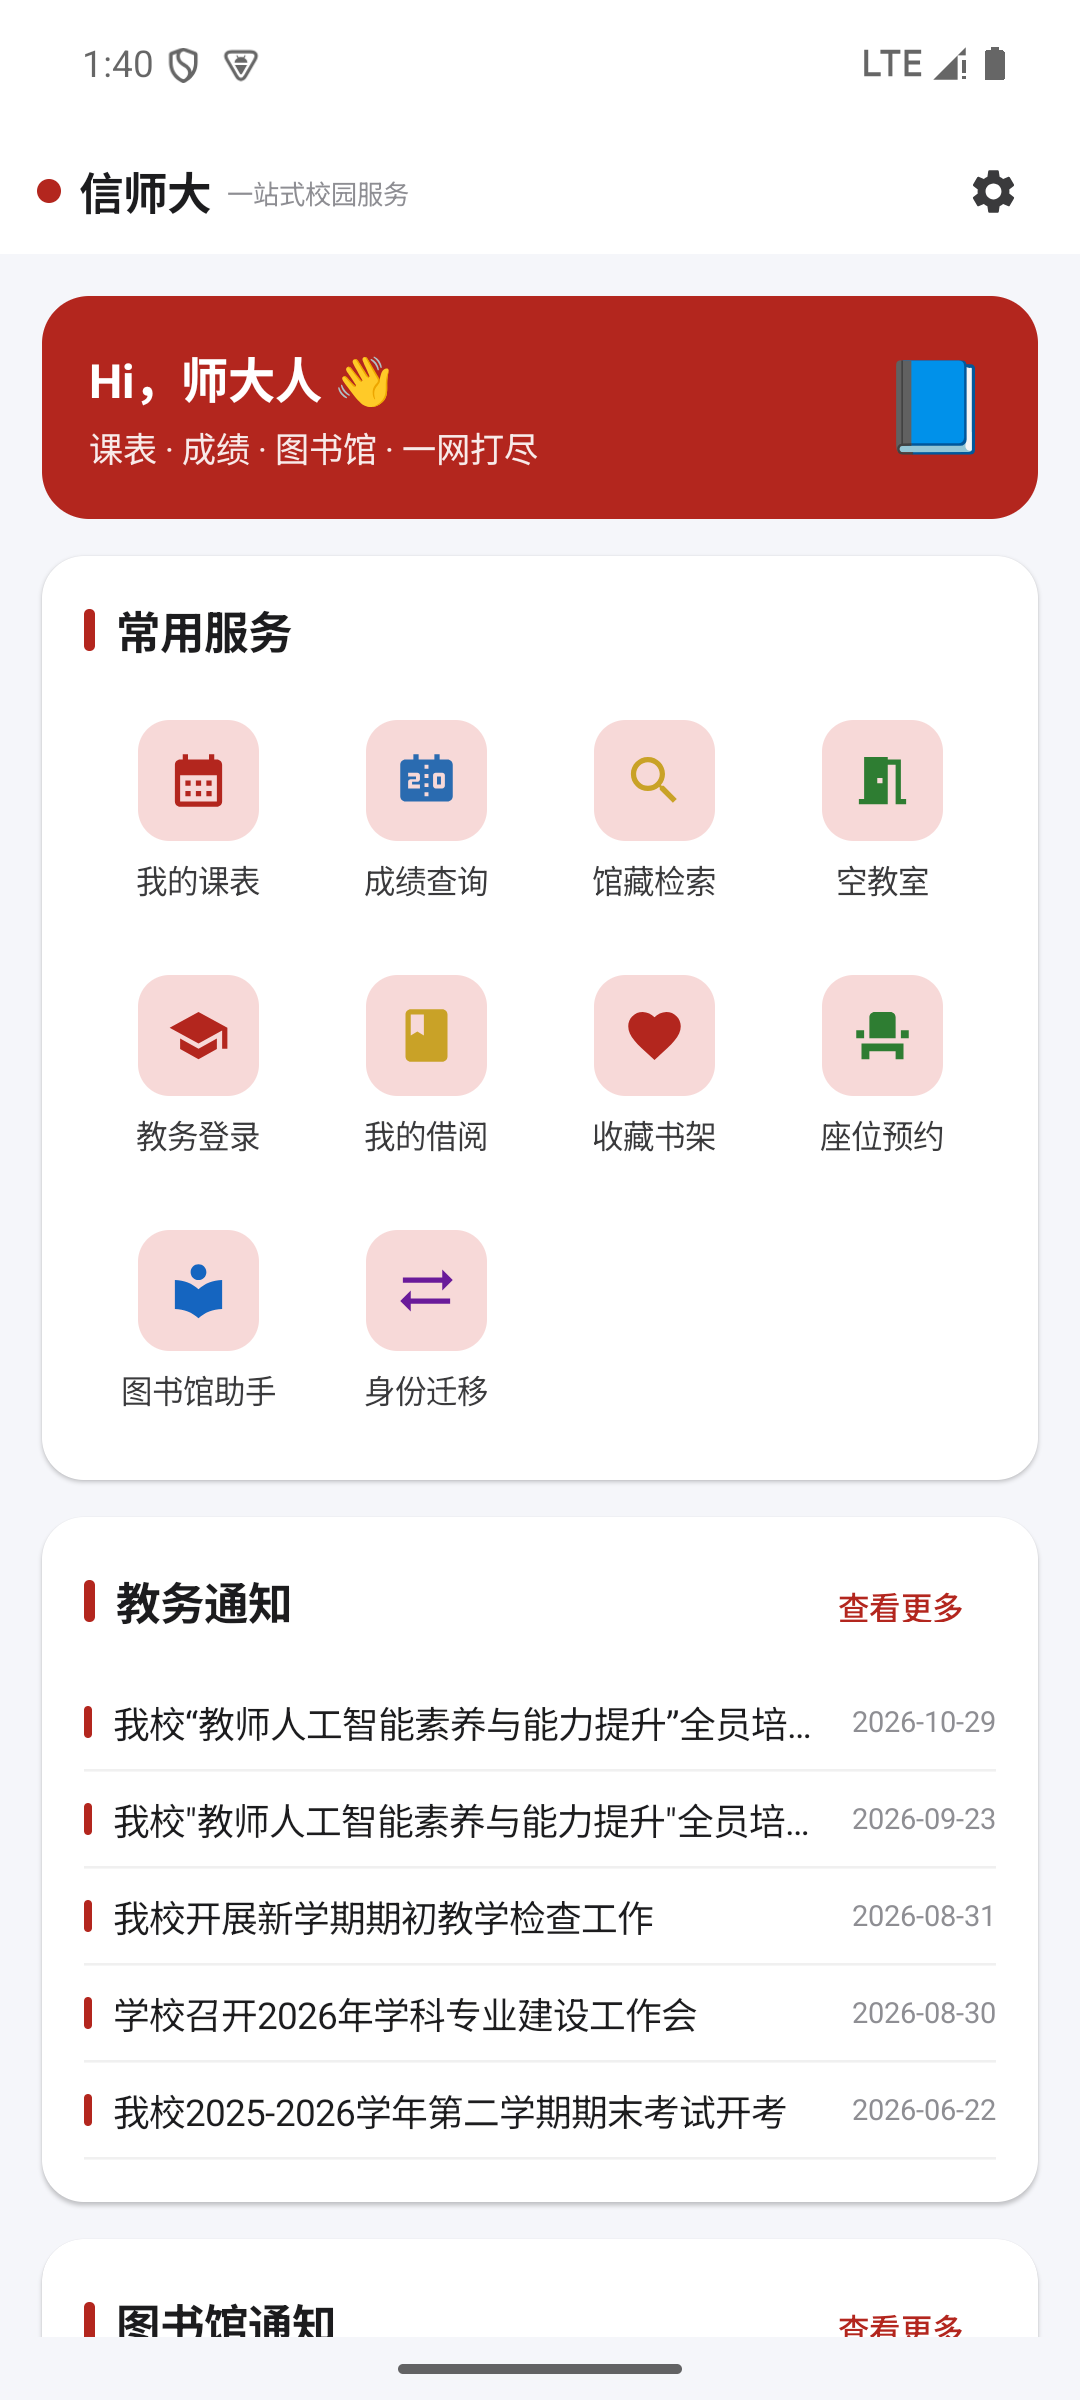 1:40
LTE
信师大 一站式校园服务
Hi，师大人 👋
课表 · 成绩 · 图书馆 · 一网打尽
常用服务
我的课表 成绩查询 馆藏检索 空教室
教务登录 我的借阅 收藏书架 座位预约
图书馆助手 身份迁移
教务通知 查看更多
我校“教师人工智能素养与能力提升”全员培... 2026-10-29
我校"教师人工智能素养与能力提升"全员培... 2026-09-23
我校开展新学期期初教学检查工作 2026-08-31
学校召开2026年学科专业建设工作会 2026-08-30
我校2025-2026学年第二学期期末考试开考 2026-06-22
图书馆通知 查看更多